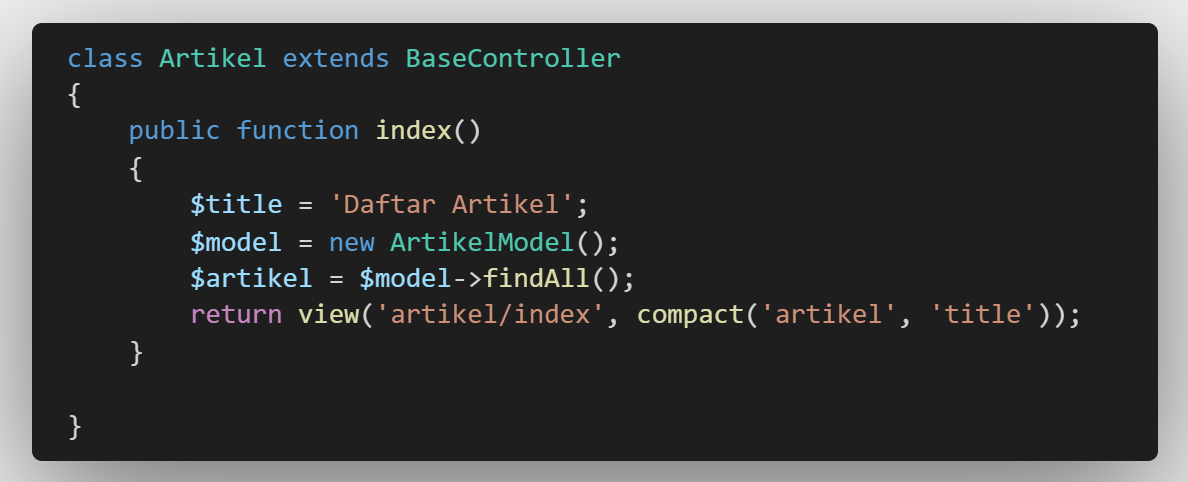 class Artikel extends BaseController
{
    public function index()
    {
        $title = 'Daftar Artikel';
        $model = new ArtikelModel();
        $artikel = $model->findAll();
        return view('artikel/index', compact('artikel', 'title'));
    }

}